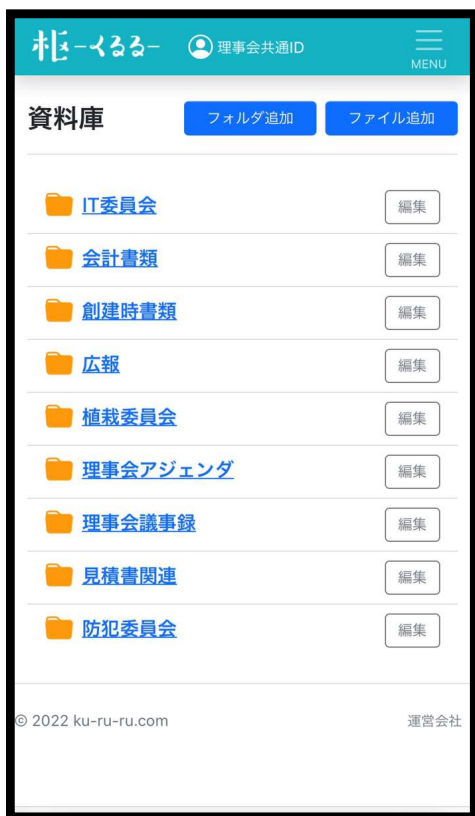 枢-くるる- 理事会共通ID MENU
資料庫 フォルダ追加 ファイル追加
IT委員会 編集
会計書類 編集
創建時書類 編集
広報 編集
植栽委員会 編集
理事会アジェンダ 編集
理事会議事録 編集
見積書関連 編集
防犯委員会 編集
© 2022 ku-ru-ru.com 運営会社